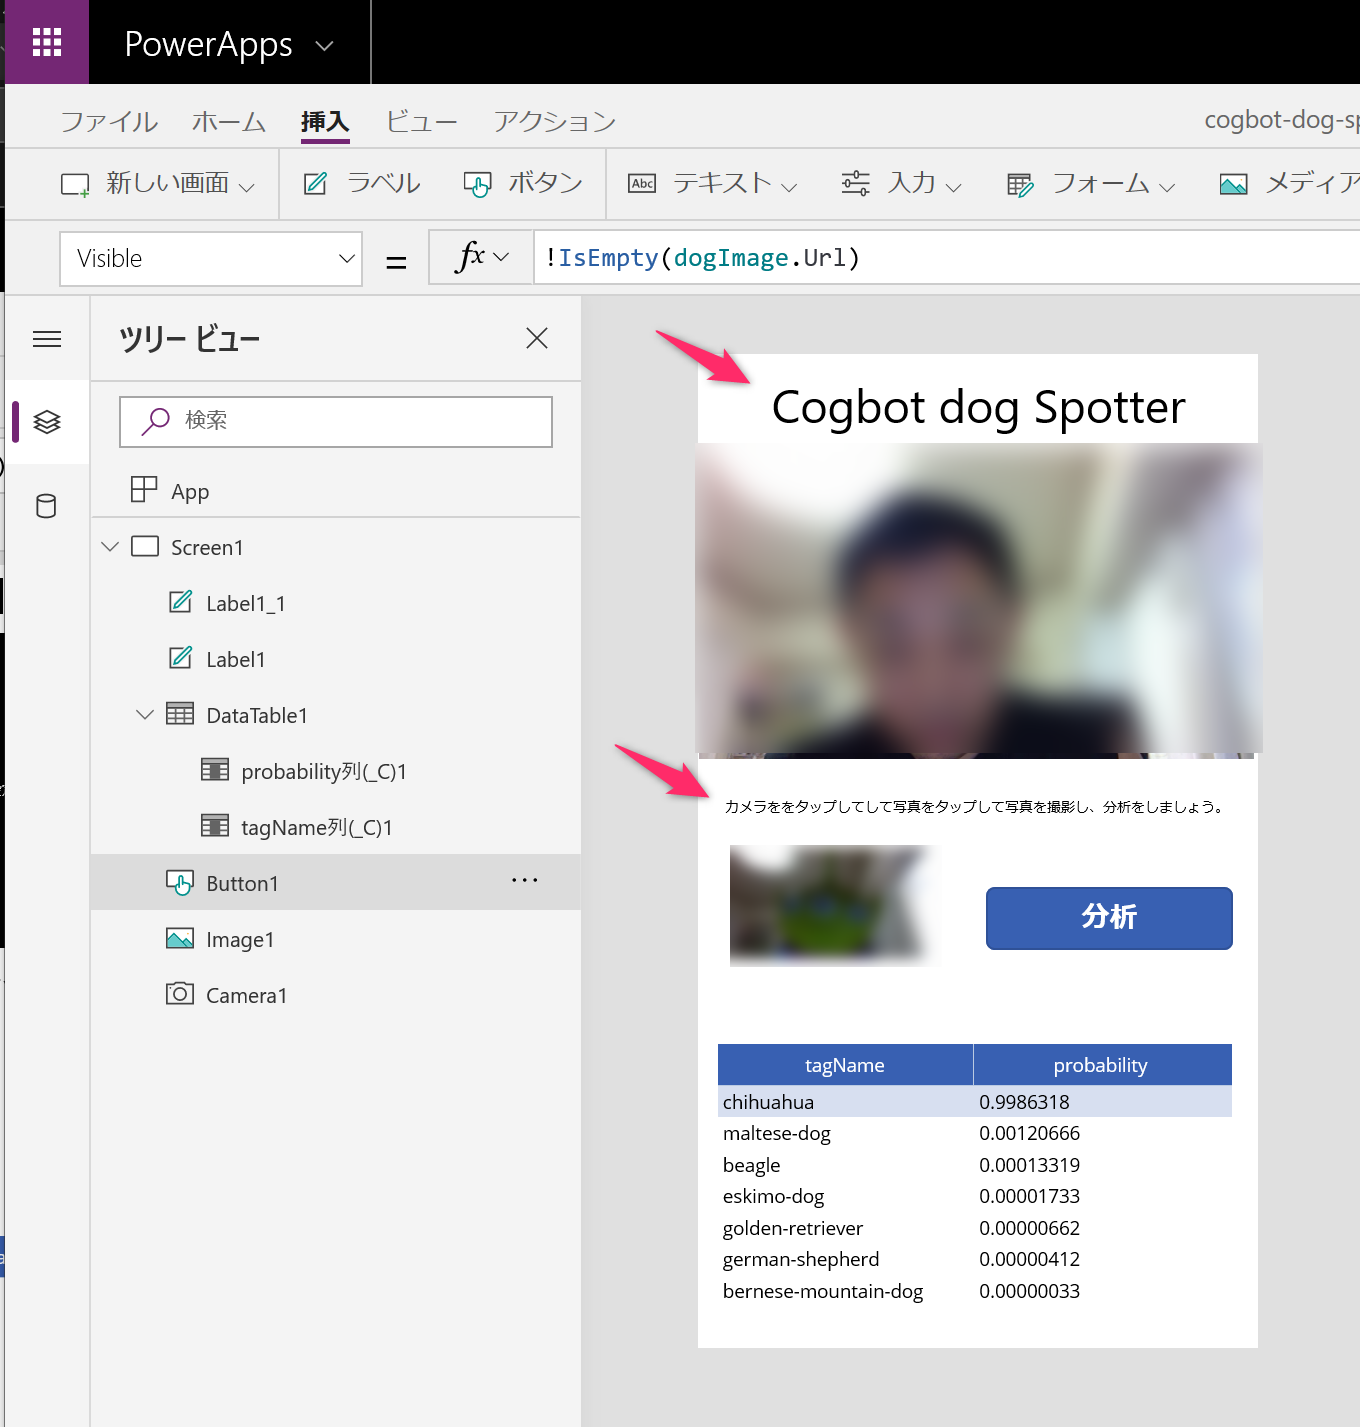 PowerApps
ファイル ホーム 挿入 ビュー アクション cogbot-dog-sp
新しい画面 ラベル ボタン Abc テキスト 入力 フォーム メディア
Visible = fx !IsEmpty(dogImage.Url)
ツリー ビュー
検索
App
Screen1
Label1_1
Label1
DataTable1
probability列(_C)1
tagName列(_C)1
Button1 ...
Image1
Camera1
Cogbot dog Spotter
カメラををタップしてして写真をタップして写真を撮影し、分析をしましょう。
分析
tagName probability
chihuahua 0.9986318
maltese-dog 0.00120666
beagle 0.00013319
eskimo-dog 0.00001733
golden-retriever 0.00000662
german-shepherd 0.00000412
bernese-mountain-dog 0.00000033